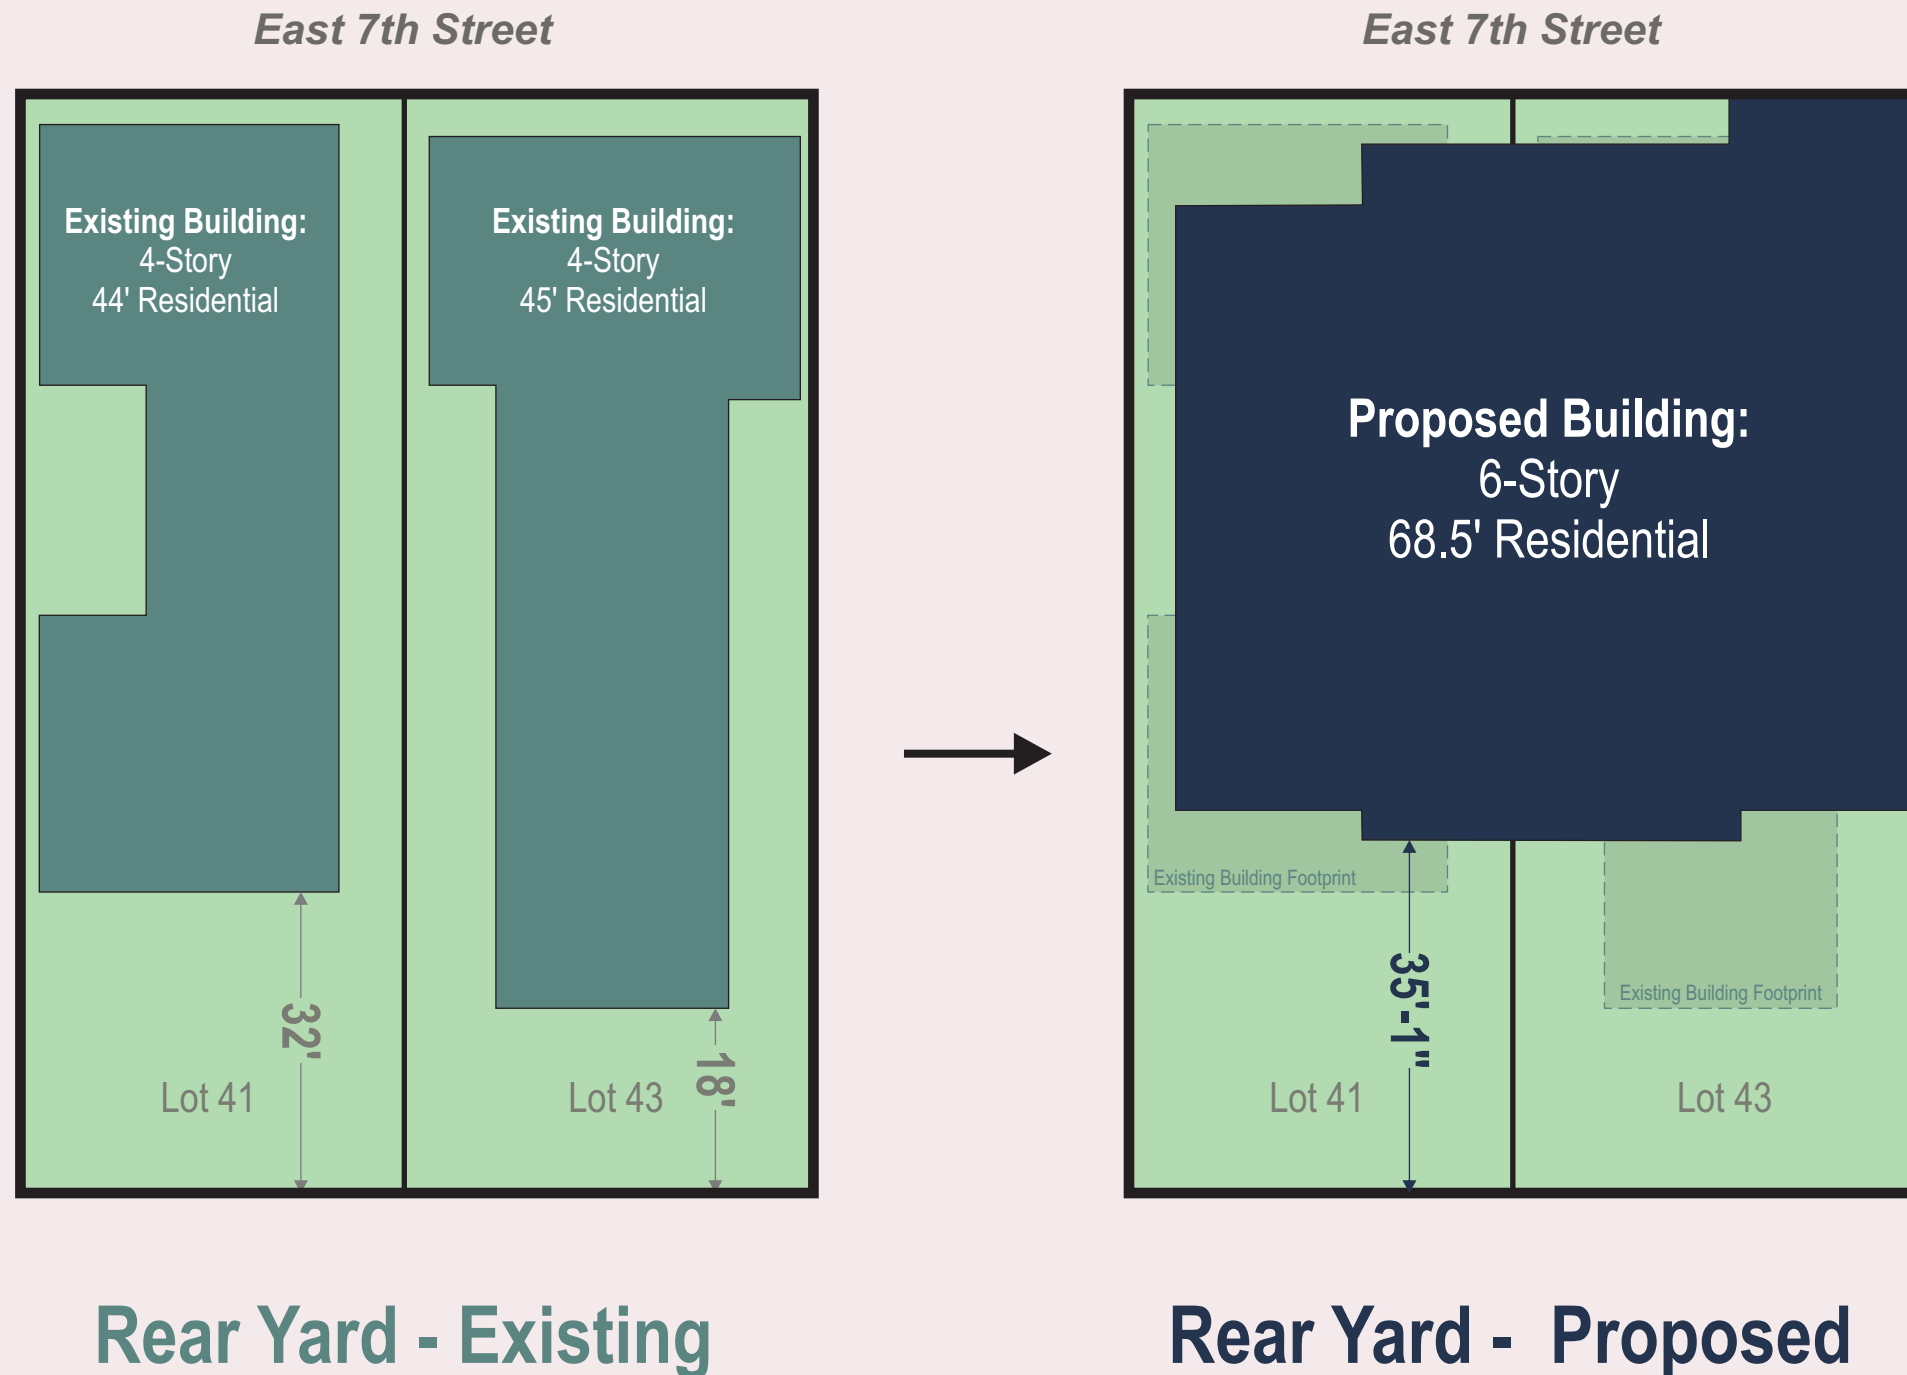 East 7th Street
Existing Building:
4-Story
44' Residential
Existing Building:
4-Story
45' Residential
32'
18'
Lot 41
Lot 43
Rear Yard - Existing
East 7th Street
Proposed Building:
6-Story
68.5' Residential
Existing Building Footprint
Existing Building Footprint
35'-1"
Lot 41
Lot 43
Rear Yard - Proposed